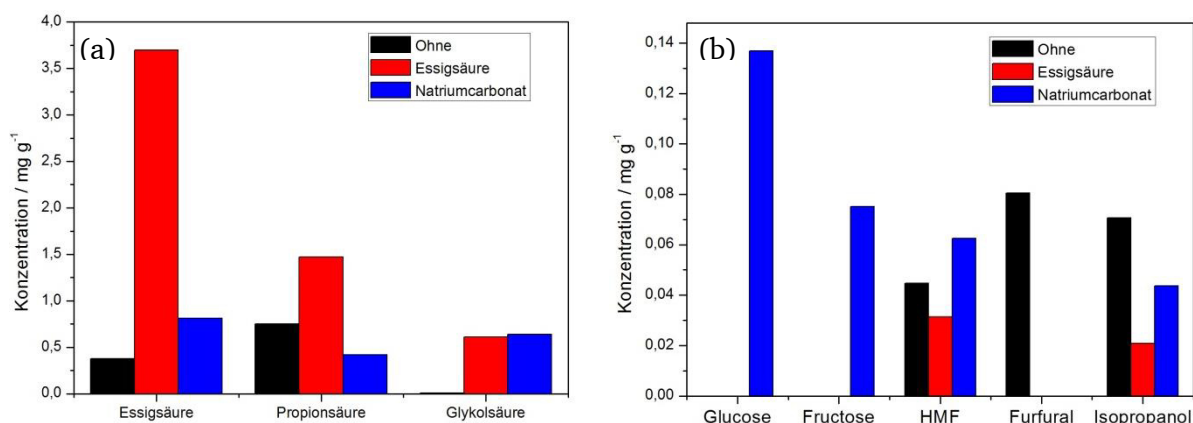 (a)
Ohne
Essigsäure
Natriumcarbonat
Konzentration / mg g⁻¹
4,0
3,5
3,0
2,5
2,0
1,5
1,0
0,5
0,0
Essigsäure Propionsäure Glykolsäure
(b)
Ohne
Essigsäure
Natriumcarbonat
Konzentration / mg g⁻¹
0,14
0,12
0,10
0,08
0,06
0,04
0,02
0,00
Glucose Fructose HMF Furfural Isopropanol